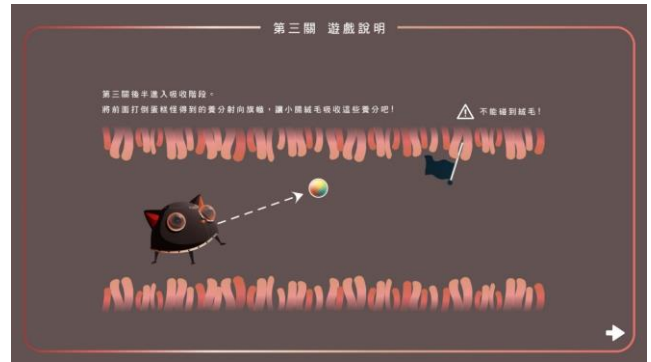 第三關 遊戲說明
第三關後半進入吸收階段。
將前面打倒蛋糕怪得到的養分射向旗幟，讓小腸絨毛吸收這些養分吧！
不能碰到絨毛！